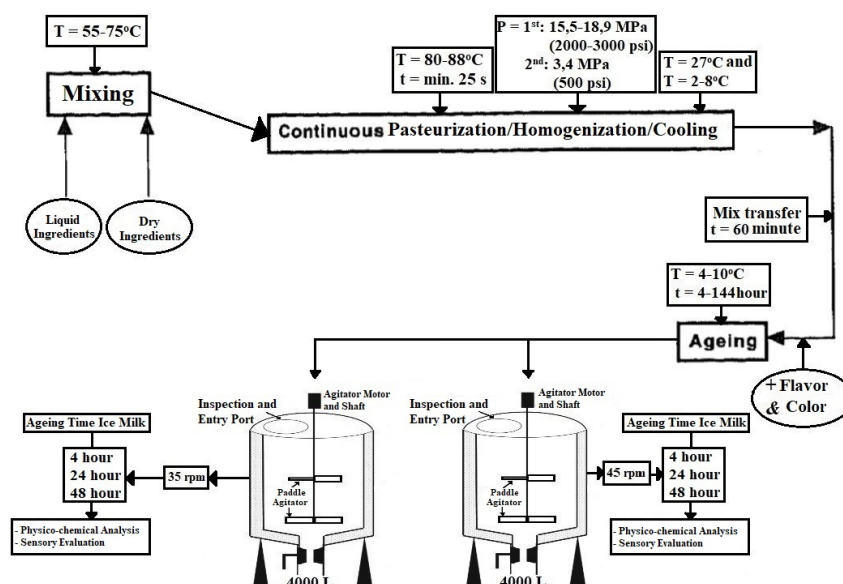 T = 55-75°C
Mixing
Liquid
Ingredients
Dry
Ingredients
T = 80-88°C
t = min. 25 s
P = 1st: 15,5-18,9 MPa
(2000-3000 psi)
2nd: 3,4 MPa
(500 psi)
T = 27°C and
T = 2-8°C
Continuous Pasteurization/Homogenization/Cooling
Mix transfer
t = 60 minute
T = 4-10°C
t = 4-144hour
Ageing
+ Flavor
& Color
Ageing Time Ice Milk
4 hour
24 hour
48 hour
- Physico-chemical Analysis
- Sensory Evaluation
35 rpm
Inspection and
Entry Port
Agitator Motor
and Shaft
Paddle
Agitator
4000 L
Inspection and
Entry Port
Agitator Motor
and Shaft
Paddle
Agitator
4000 L
45 rpm
Ageing Time Ice Milk
4 hour
24 hour
48 hour
- Physico-chemical Analysis
- Sensory Evaluation